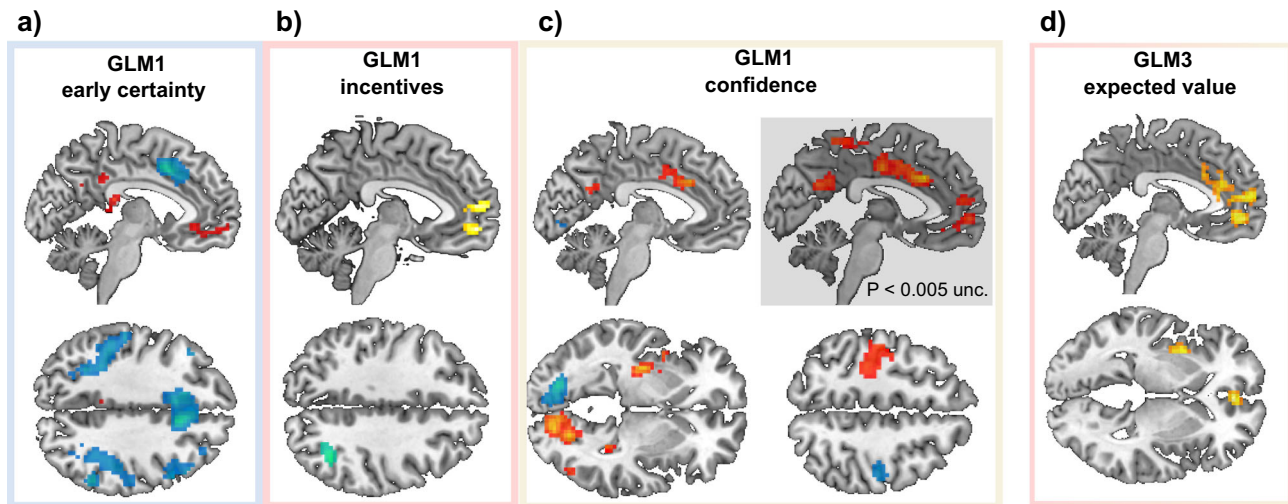 a)
GLM1
early certainty
b)
GLM1
incentives
c)
GLM1
confidence
P < 0.005 unc.
d)
GLM3
expected value